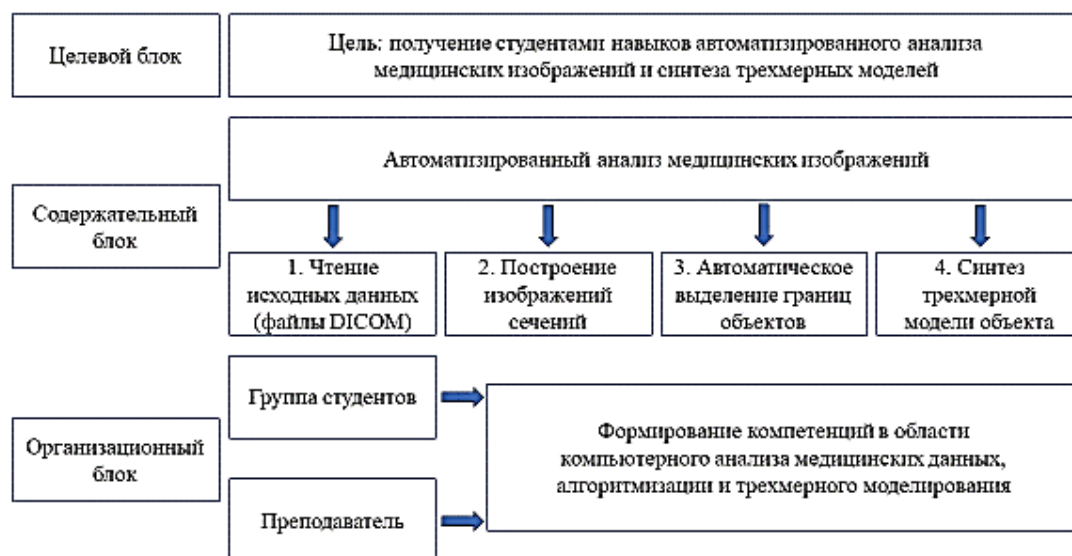 Целевой блок
Цель: получение студентами навыков автоматизированного анализа
медицинских изображений и синтеза трехмерных моделей
Содержательный
блок
Автоматизированный анализ медицинских изображений
1. Чтение
исходных данных
(файлы DICOM)
2. Построение
изображений
сечений
3. Автоматическое
выделение границ
объектов
4. Синтез
трехмерной
модели объекта
Организационный
блок
Группа студентов
Преподаватель
Формирование компетенций в области
компьютерного анализа медицинских данных,
алгоритмизации и трехмерного моделирования